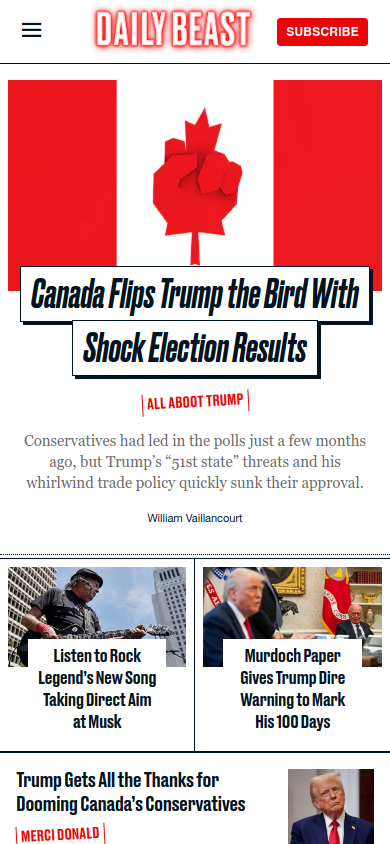 DAILY BEAST
SUBSCRIBE
Canada Flips Trump the Bird With
Shock Election Results
ALL ABOOT TRUMP
Conservatives had led in the polls just a few months
ago, but Trump’s “51st state” threats and his
whirlwind trade policy quickly sunk their approval.
William Vaillancourt
Listen to Rock
Legend’s New Song
Taking Direct Aim
at Musk
Murdoch Paper
Gives Trump Dire
Warning to Mark
His 100 Days
Trump Gets All the Thanks for
Dooming Canada’s Conservatives
MERCI DONALD